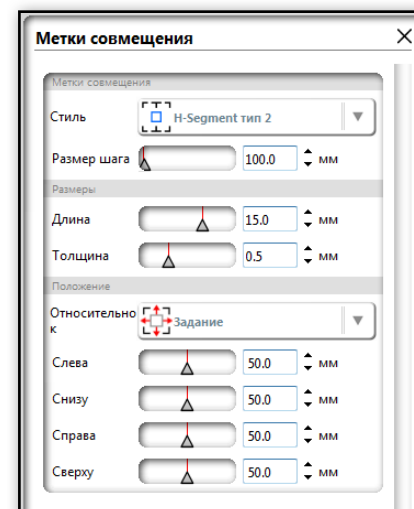 Метки совмещения
Метки совмещения
Стиль H-Segment тип 2
Размер шага 100.0 мм
Размеры
Длина 15.0 мм
Толщина 0.5 мм
Положение
Относительно
к Задание
Слева 50.0 мм
Снизу 50.0 мм
Справа 50.0 мм
Сверху 50.0 мм